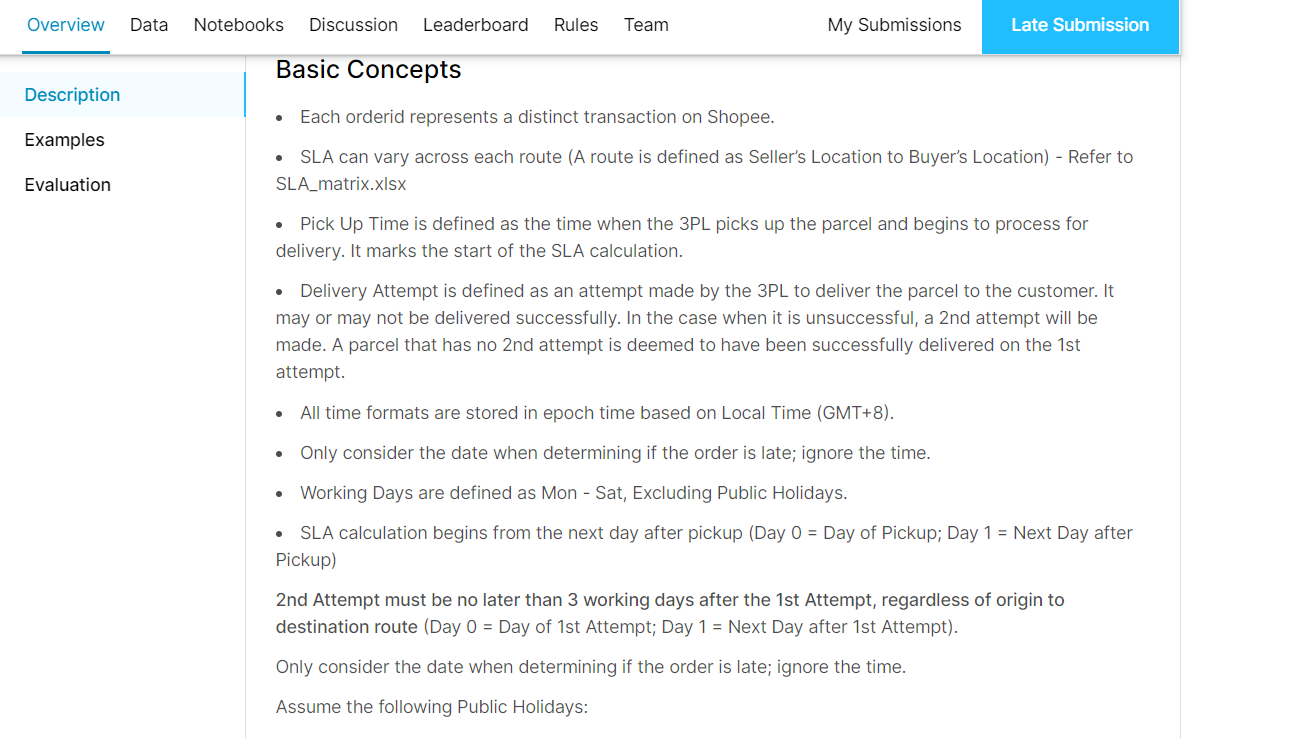 Overview Data Notebooks Discussion Leaderboard Rules Team My Submissions Late Submission
Description
Examples
Evaluation
Basic Concepts
• Each orderid represents a distinct transaction on Shopee.
• SLA can vary across each route (A route is defined as Seller’s Location to Buyer’s Location) - Refer to
SLA_matrix.xlsx
• Pick Up Time is defined as the time when the 3PL picks up the parcel and begins to process for
delivery. It marks the start of the SLA calculation.
• Delivery Attempt is defined as an attempt made by the 3PL to deliver the parcel to the customer. It
may or may not be delivered successfully. In the case when it is unsuccessful, a 2nd attempt will be
made. A parcel that has no 2nd attempt is deemed to have been successfully delivered on the 1st
attempt.
• All time formats are stored in epoch time based on Local Time (GMT+8).
• Only consider the date when determining if the order is late; ignore the time.
• Working Days are defined as Mon - Sat, Excluding Public Holidays.
• SLA calculation begins from the next day after pickup (Day 0 = Day of Pickup; Day 1 = Next Day after
Pickup)
2nd Attempt must be no later than 3 working days after the 1st Attempt, regardless of origin to
destination route (Day 0 = Day of 1st Attempt; Day 1 = Next Day after 1st Attempt).
Only consider the date when determining if the order is late; ignore the time.
Assume the following Public Holidays: